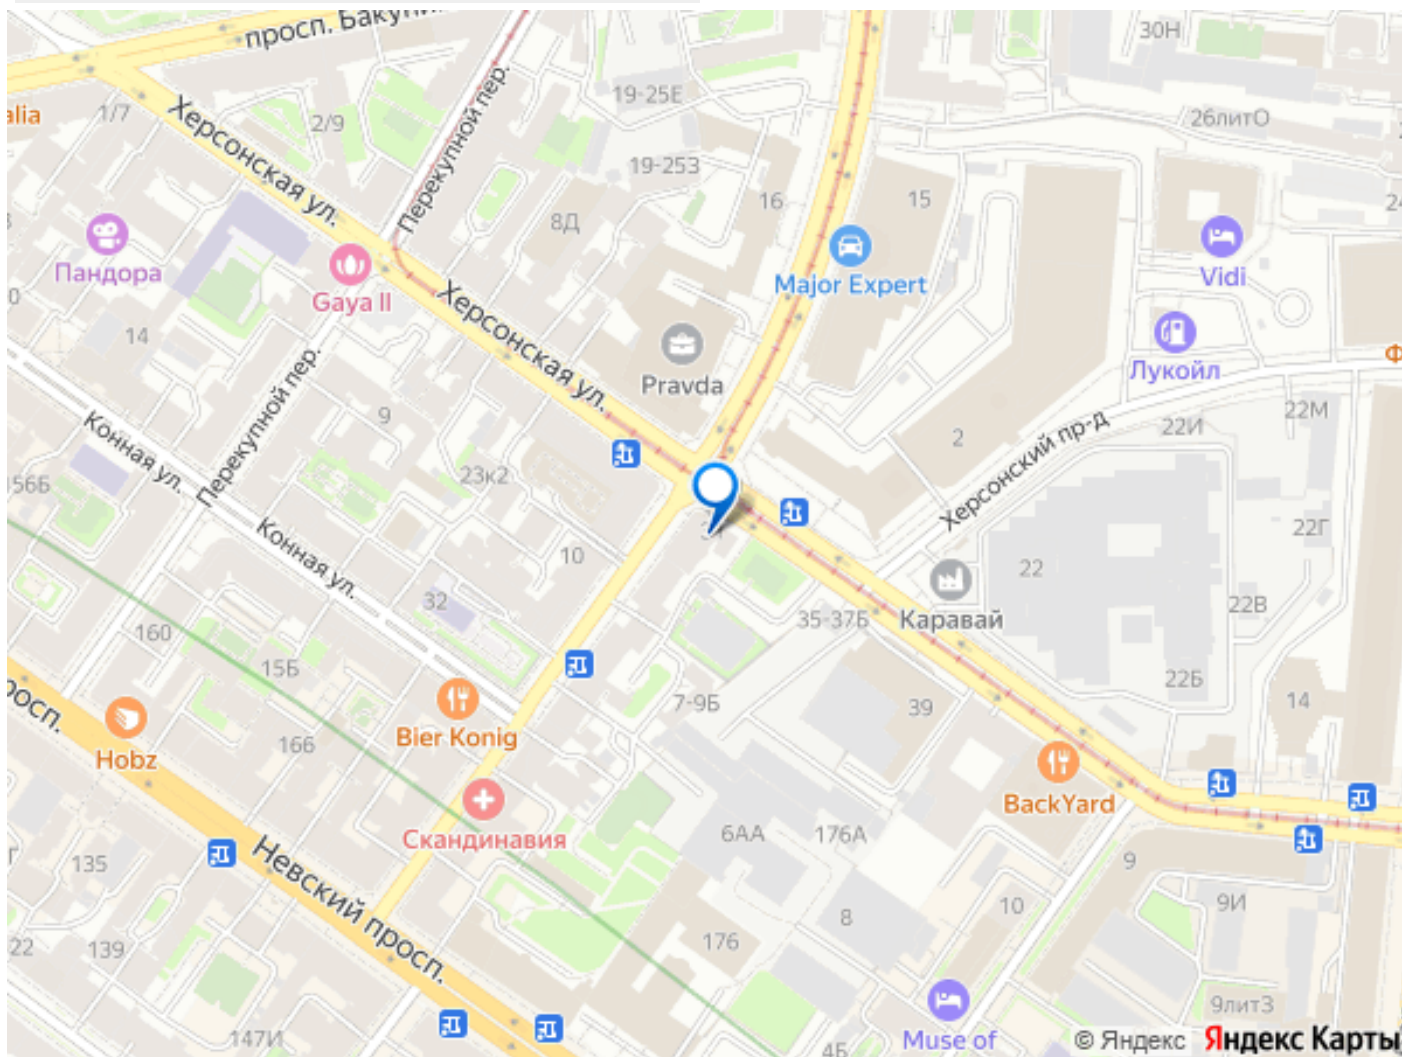 просп. Бакуни
30Н
alia
1/7
Херсонская ул.
2/9
Перекупной пер.
19-25Е
26литО
19-253
16
15
8Д
24
Пандора
Gaya II
Major Expert
Vidi
14
Херсонская ул.
Pravda
Лукойл
Ф
Перекупной пер.
9
Конная ул.
2
Херсонский пр-д
22М
22И
156Б
23к2
22Г
Конная ул.
10
22
32
35-37Б
Каравай
22В
160
15Б
22Б
росп.
Hobz
166
Bier Konig
7-9Б
39
14
BackYard
Скандинавия
6АА
176А
Невский просп.
135
9
22
139
176
8
10
9И
147И
9литЗ
Muse of
4Б
© Яндекс
Яндекс Карты